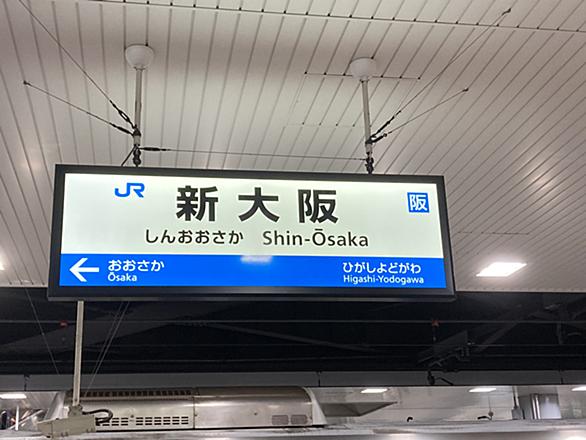 JR 新大阪 阪
しんおおさか Shin-Ōsaka
← おおさか ひがしよどがわ
Ōsaka Higashi-Yodogawa